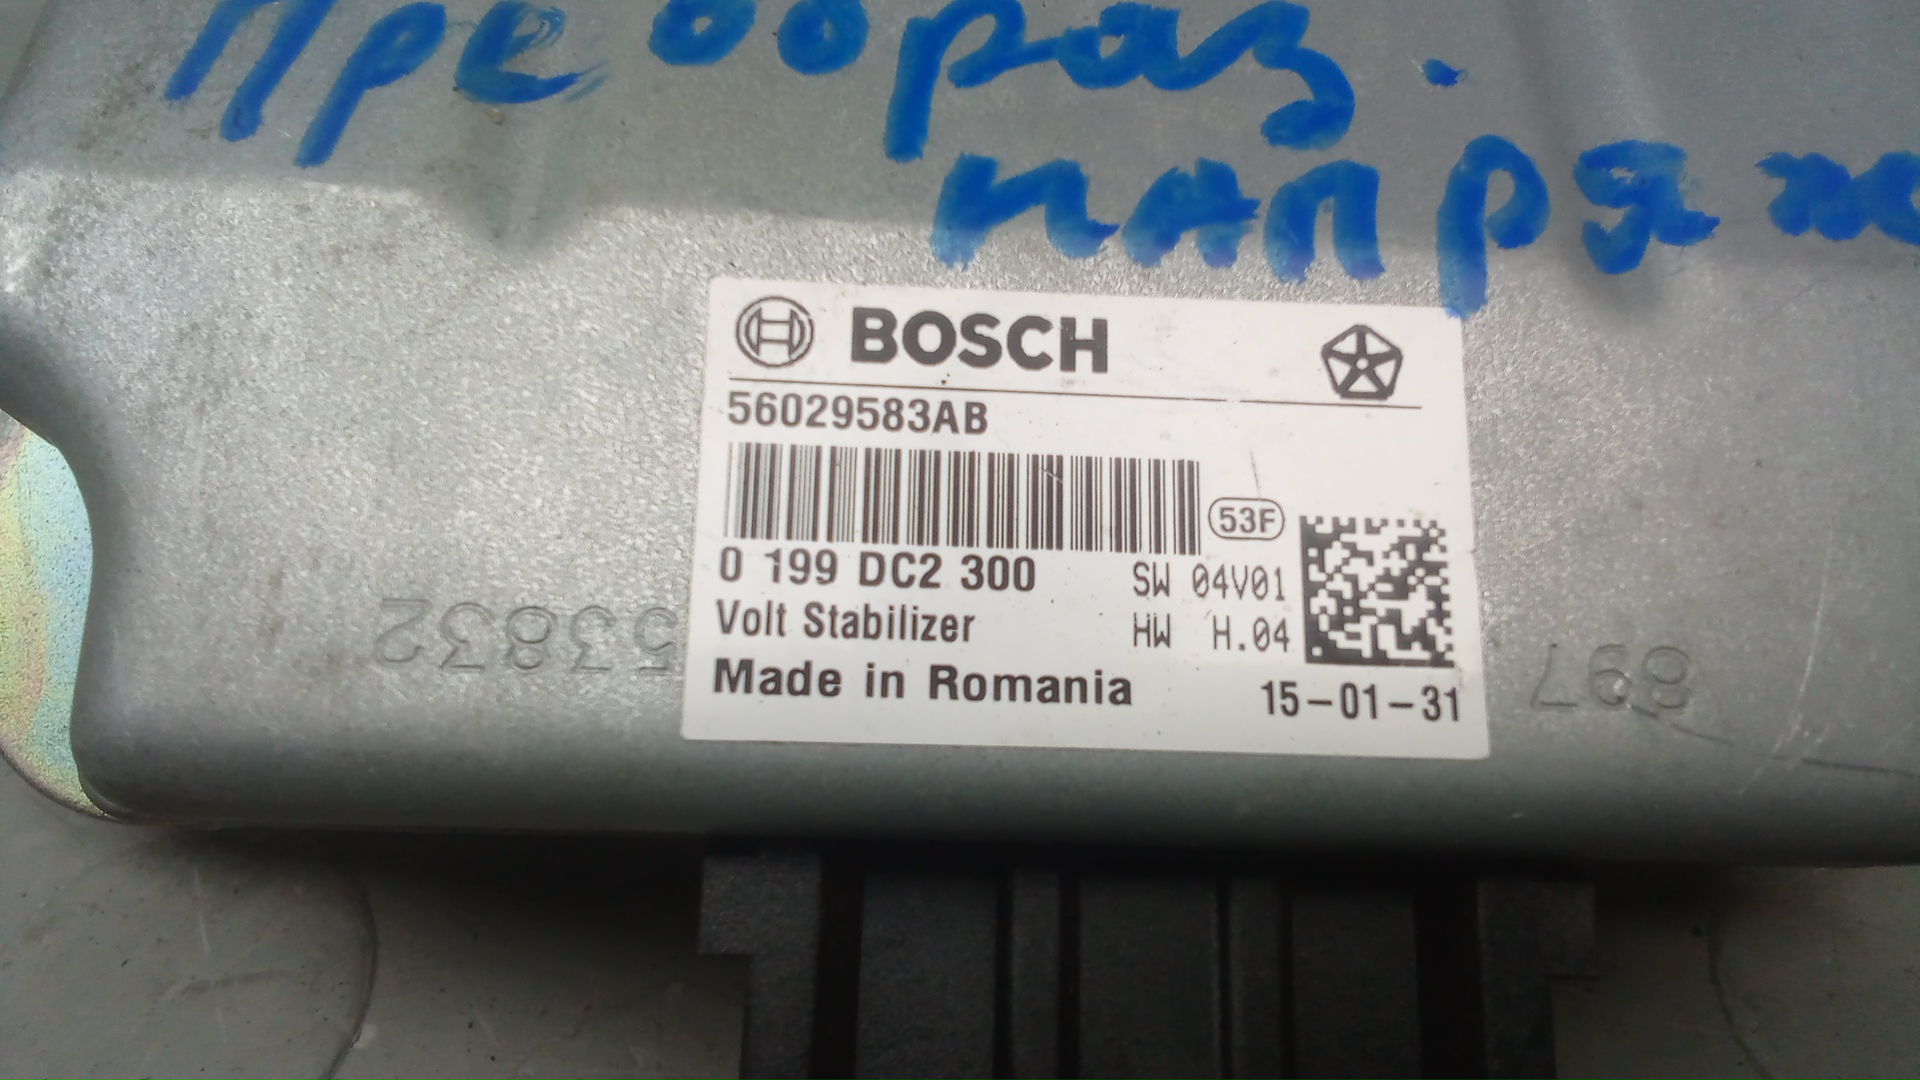 Преобраз.
напряж
BOSCH
56029583AB
53F
0 199 DC2 300 SW 04V01
Volt Stabilizer HW H.04
Made in Romania 15-01-31
53832
897